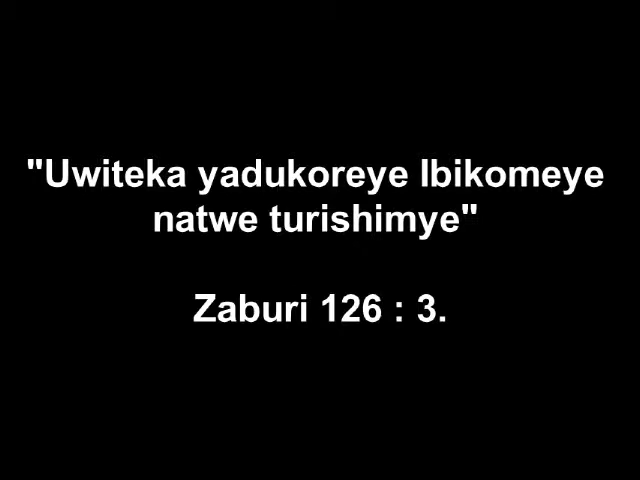 "Uwiteka yadukoreye Ibikomeye
natwe turishimye"
Zaburi 126 : 3.